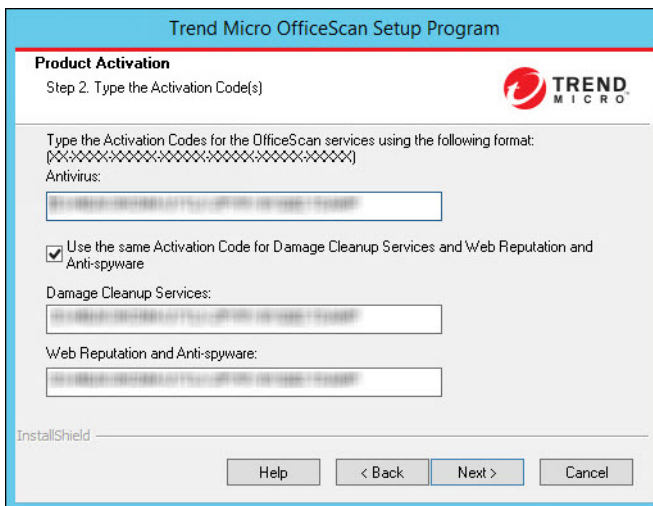 Trend Micro OfficeScan Setup Program
Product Activation
Step 2. Type the Activation Code(s)
TREND
MICRO
Type the Activation Codes for the OfficeScan services using the following format:
(XX-XXXX-XXXXX-XXXXX-XXXXX-XXXXX-XXXXX)
Antivirus:
Use the same Activation Code for Damage Cleanup Services and Web Reputation and
Anti-spyware
Damage Cleanup Services:
Web Reputation and Anti-spyware:
InstallShield
Help
< Back
Next >
Cancel